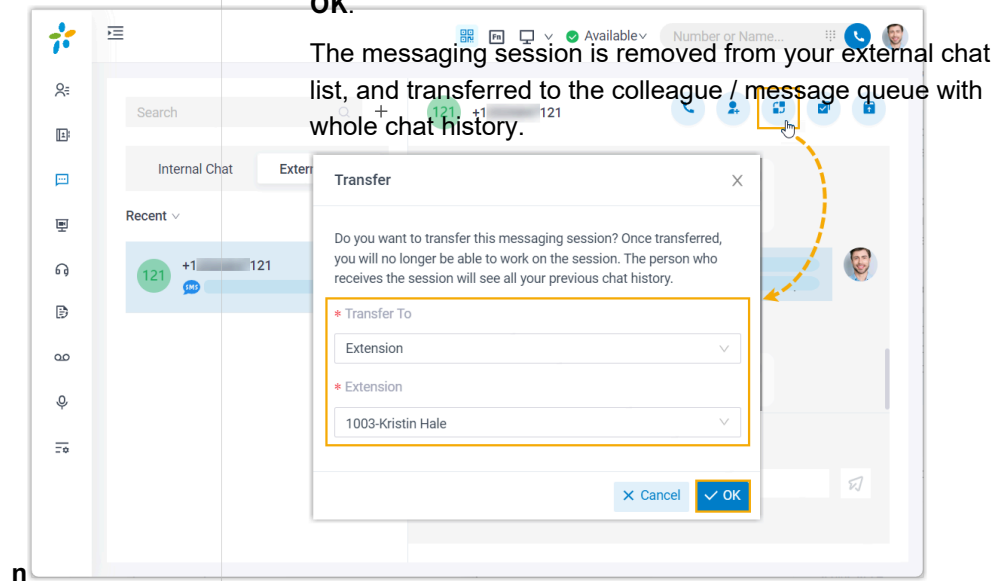 OK.
Fn
Available
Number or Name...
The messaging session is removed from your external chat
list, and transferred to the colleague / message queue with
whole chat history.
Search
121
+1 121
Internal Chat
Extern
Recent
121
+1 121
SMS
Transfer
Do you want to transfer this messaging session? Once transferred,
you will no longer be able to work on the session. The person who
receives the session will see all your previous chat history.
* Transfer To
Extension
* Extension
1003-Kristin Hale
Cancel
OK
n